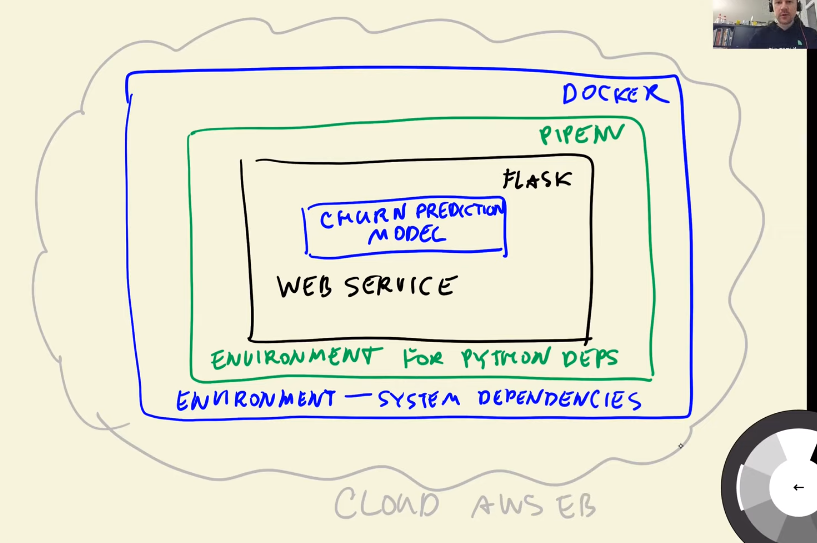 DOCKER
PIPENV
FLASK
CHURN PREDICTION
MODEL
WEB SERVICE
ENVIRONMENT FOR PYTHON DEPS
ENVIRONMENT — SYSTEM DEPENDENCIES
CLOUD AWS EB